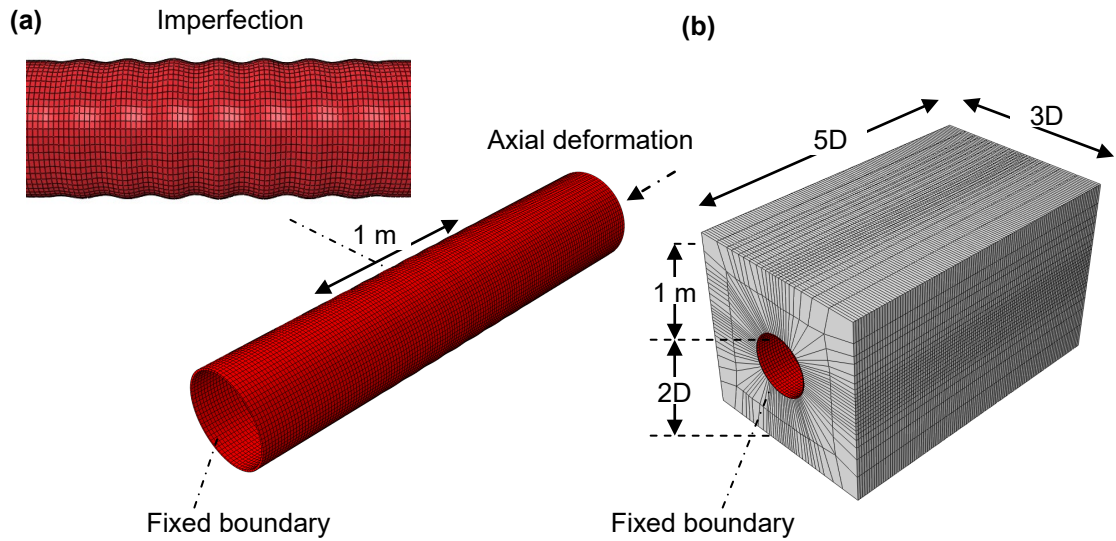 (a)
Imperfection
1 m
Axial deformation
Fixed boundary
(b)
5D
3D
1 m
2D
Fixed boundary